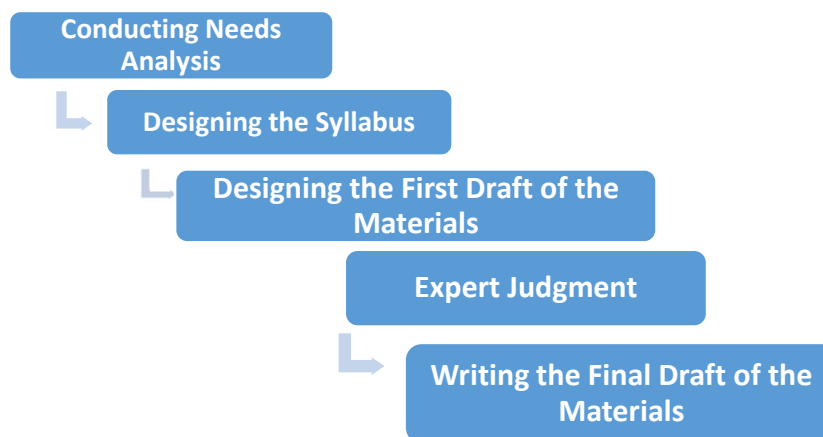 Conducting Needs
Analysis
Designing the Syllabus
Designing the First Draft of the
Materials
Expert Judgment
Writing the Final Draft of the
Materials